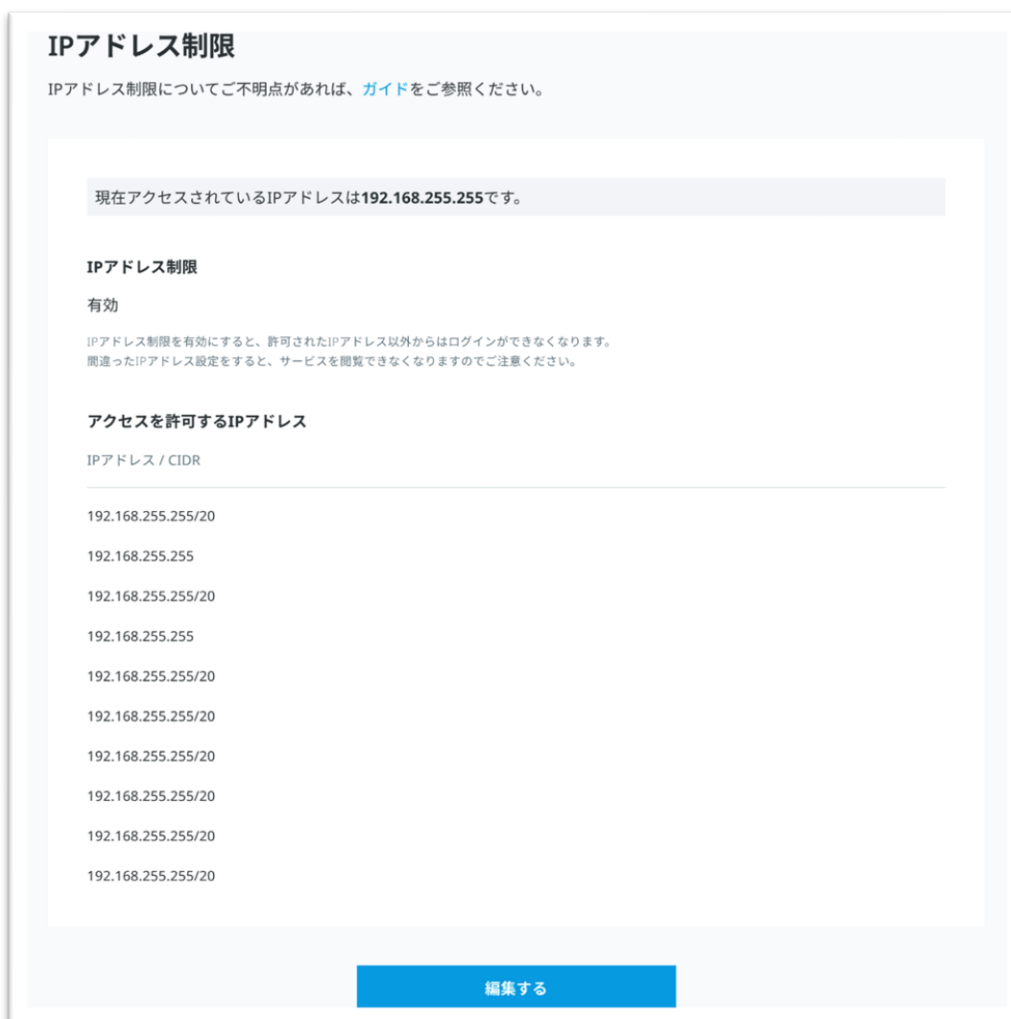 IPアドレス制限
IPアドレス制限についてご不明点があれば、ガイドをご参照ください。
現在アクセスされているIPアドレスは192.168.255.255です。
IPアドレス制限
有効
IPアドレス制限を有効にすると、許可されたIPアドレス以外からはログインができなくなります。
間違ったIPアドレス設定をすると、サービスを閲覧できなくなりますのでご注意ください。
アクセスを許可するIPアドレス
IPアドレス / CIDR
192.168.255.255/20
192.168.255.255
192.168.255.255/20
192.168.255.255
192.168.255.255/20
192.168.255.255/20
192.168.255.255/20
192.168.255.255/20
192.168.255.255/20
192.168.255.255/20
編集する